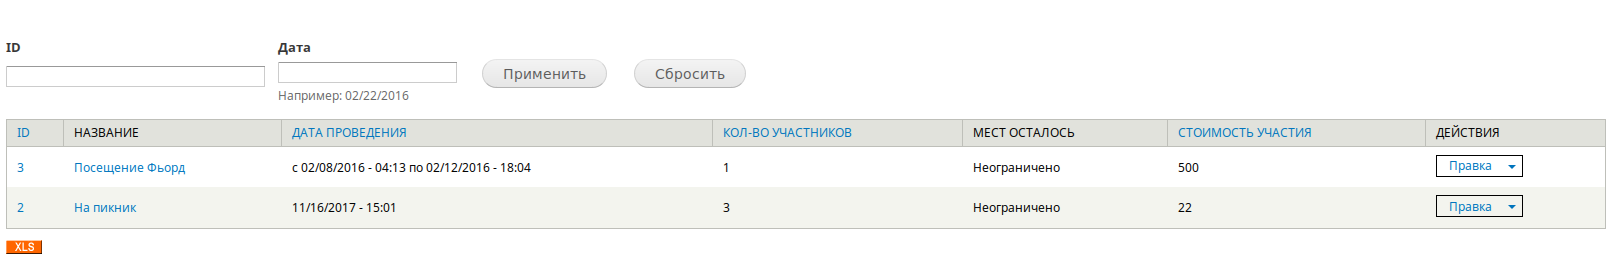 ID
Дата
Применить
Сбросить
Например: 02/22/2016
ID НАЗВАНИЕ ДАТА ПРОВЕДЕНИЯ КОЛ-ВО УЧАСТНИКОВ МЕСТ ОСТАЛОСЬ СТОИМОСТЬ УЧАСТИЯ ДЕЙСТВИЯ
3 Посещение Фьорд с 02/08/2016 - 04:13 по 02/12/2016 - 18:04 1 Неограничено 500 Правка
2 На пикник 11/16/2017 - 15:01 3 Неограничено 22 Правка
XLS